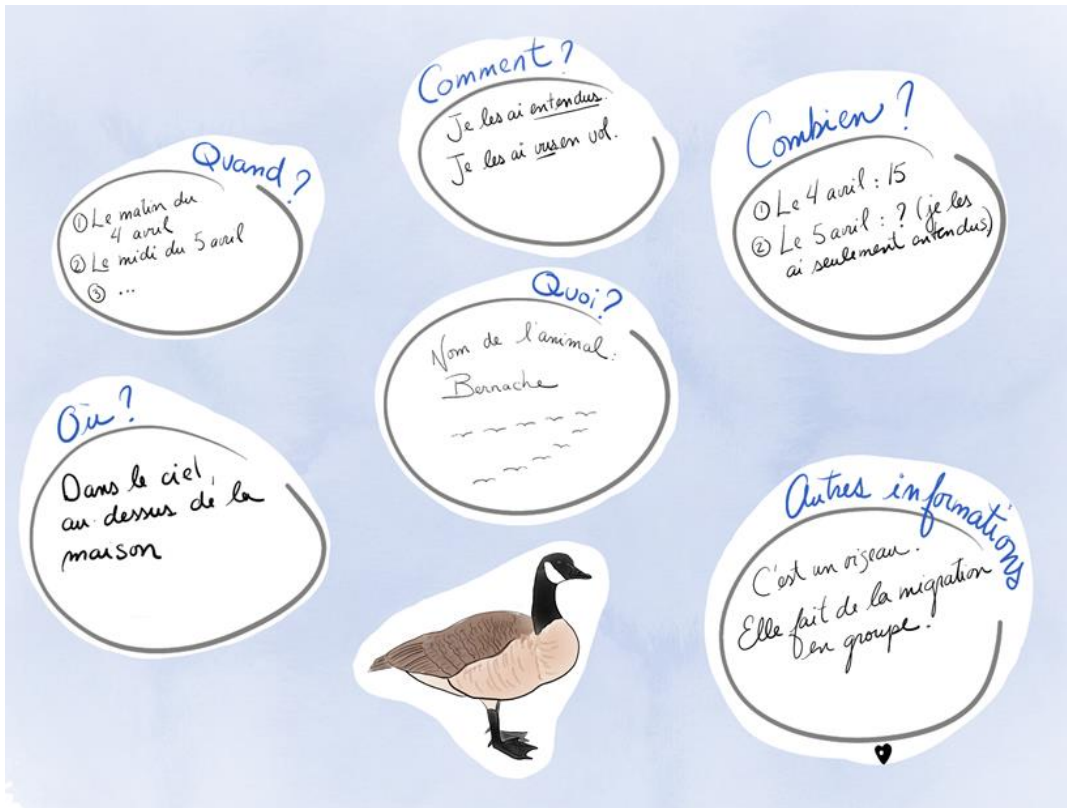 Comment ?
Je les ai entendus.
Je les ai vus en vol.
Combien ?
① Le 4 avril : 15
② Le 5 avril : ? (je les
ai seulement entendus)
Quand ?
① Le matin du
4 avril
② Le midi du 5 avril
③ ...
Quoi ?
Nom de l'animal :
Bernache
Où ?
Dans le ciel,
au-dessus de la
maison
Autres informations
C'est un oiseau.
Elle fait de la migration
en groupe.